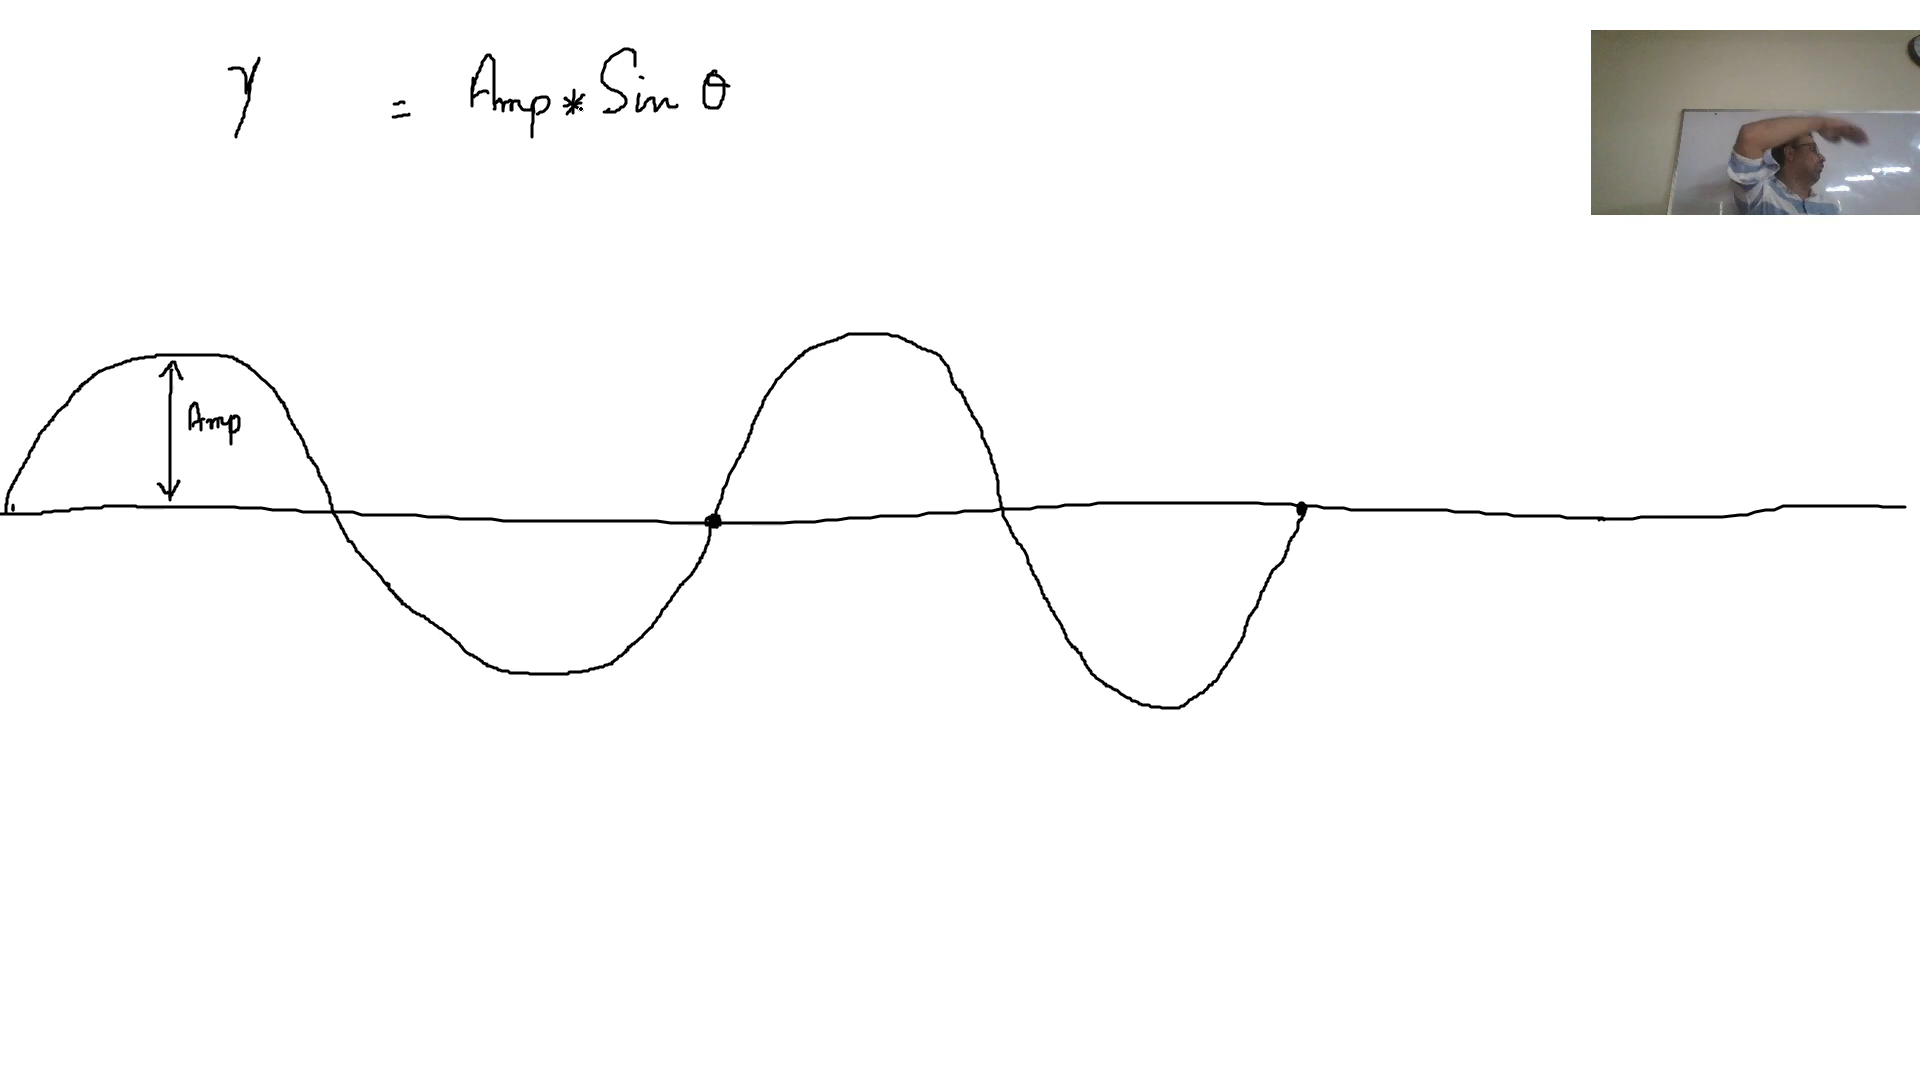 Y = Amp * Sin θ
Amp